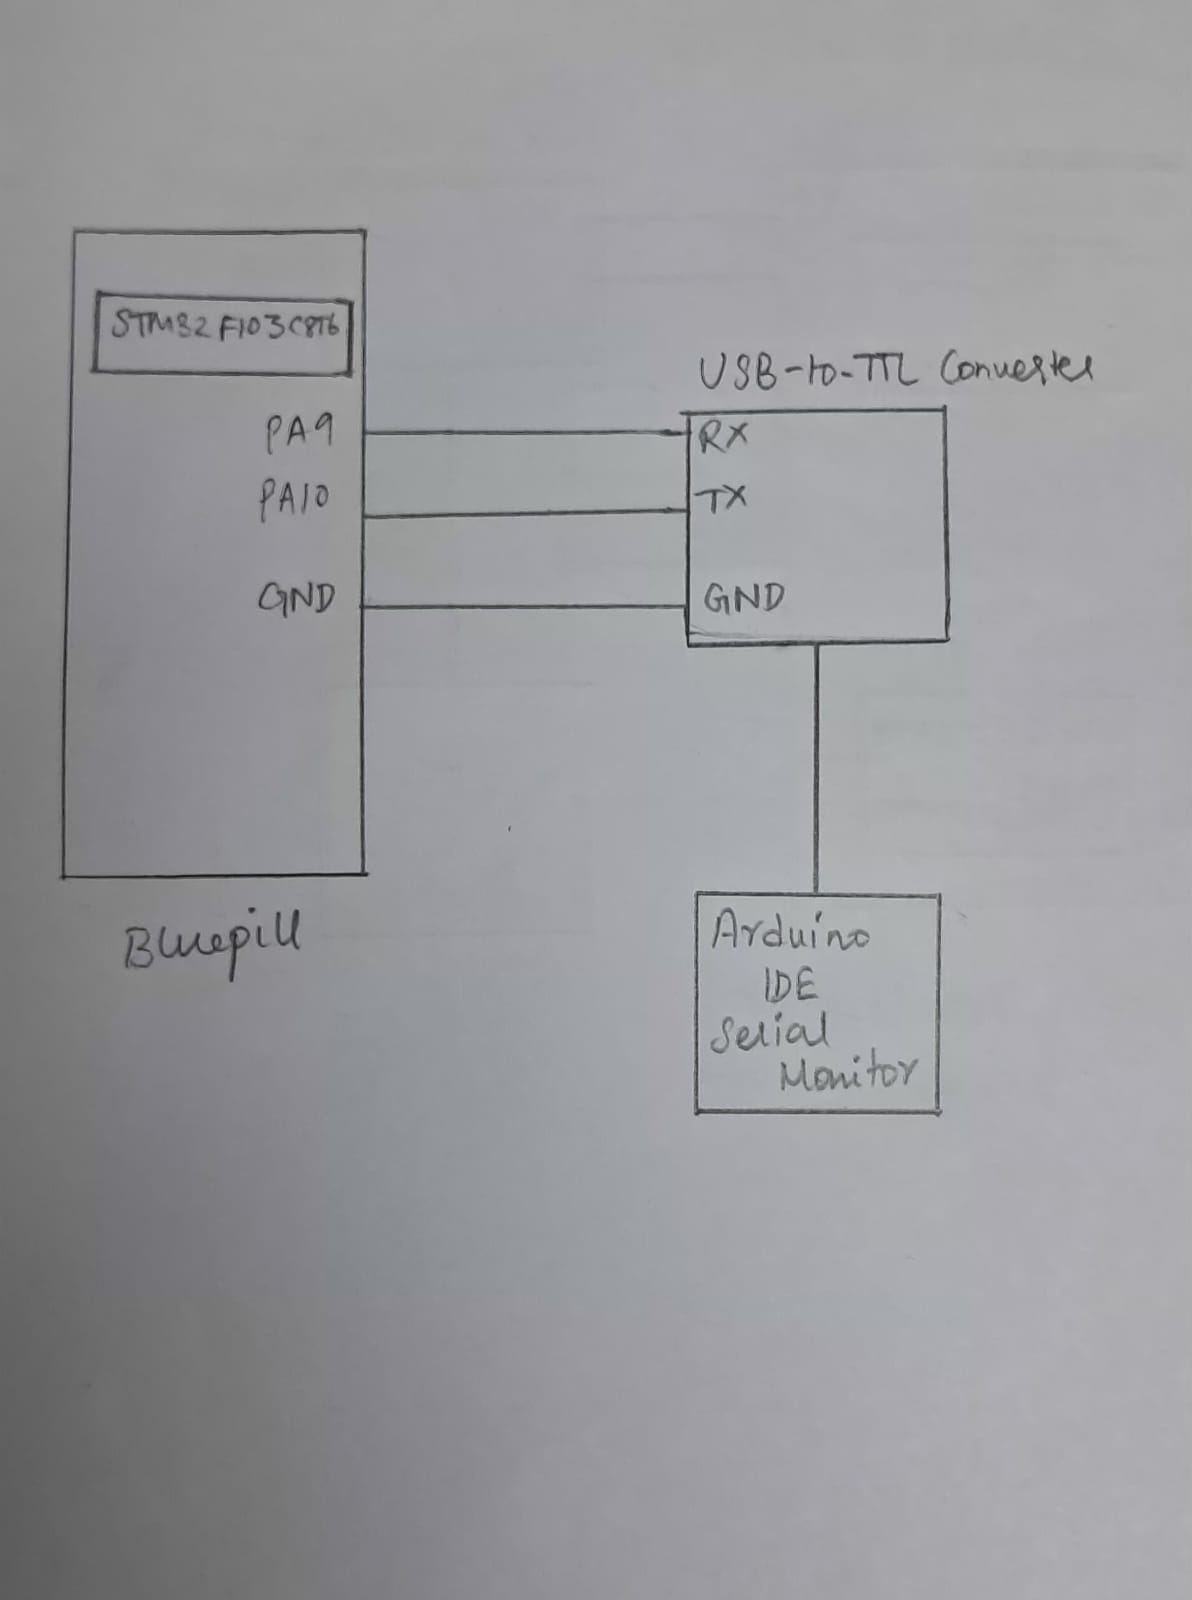 STM32F103C8T6
USB-to-TTL Converter
PA9
RX
PA10
TX
GND
GND
Bluepill
Arduino
IDE
Serial
Monitor